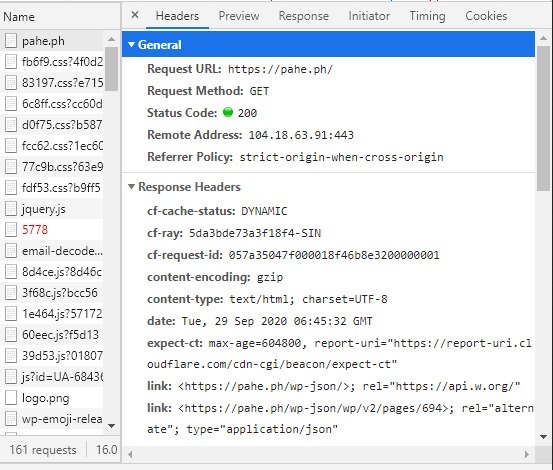 Name
pahe.ph
fb6f9.css?4f0d2
83197.css?e715
6c8ff.css?cc60d
d0f75.css?b587
fcc62.css?1ec60
77c9b.css?63e9
fdf53.css?b9ff5
jquery.js
5778
email-decode...
8d4ce.js?8d46c
3f68c.js?bcc56
1e464.js?57172
60eec.js?f5d13
39d53.js?01807
js?id=UA-68436
logo.png
wp-emoji-relea
161 requests
16.0
Headers Preview Response Initiator Timing Cookies
General
Request URL: https://pahe.ph/
Request Method: GET
Status Code: 200
Remote Address: 104.18.63.91:443
Referrer Policy: strict-origin-when-cross-origin
Response Headers
cf-cache-status: DYNAMIC
cf-ray: 5da3bde73a3f18f4-SIN
cf-request-id: 057a35047f000018f46b8e3200000001
content-encoding: gzip
content-type: text/html; charset=UTF-8
date: Tue, 29 Sep 2020 06:45:32 GMT
expect-ct: max-age=604800, report-uri="https://report-uri.cl
oudflare.com/cdn-cgi/beacon/expect-ct"
link: <https://pahe.ph/wp-json/>; rel="https://api.w.org/"
link: <https://pahe.ph/wp-json/wp/v2/pages/694>; rel="altern
ate"; type="application/json"